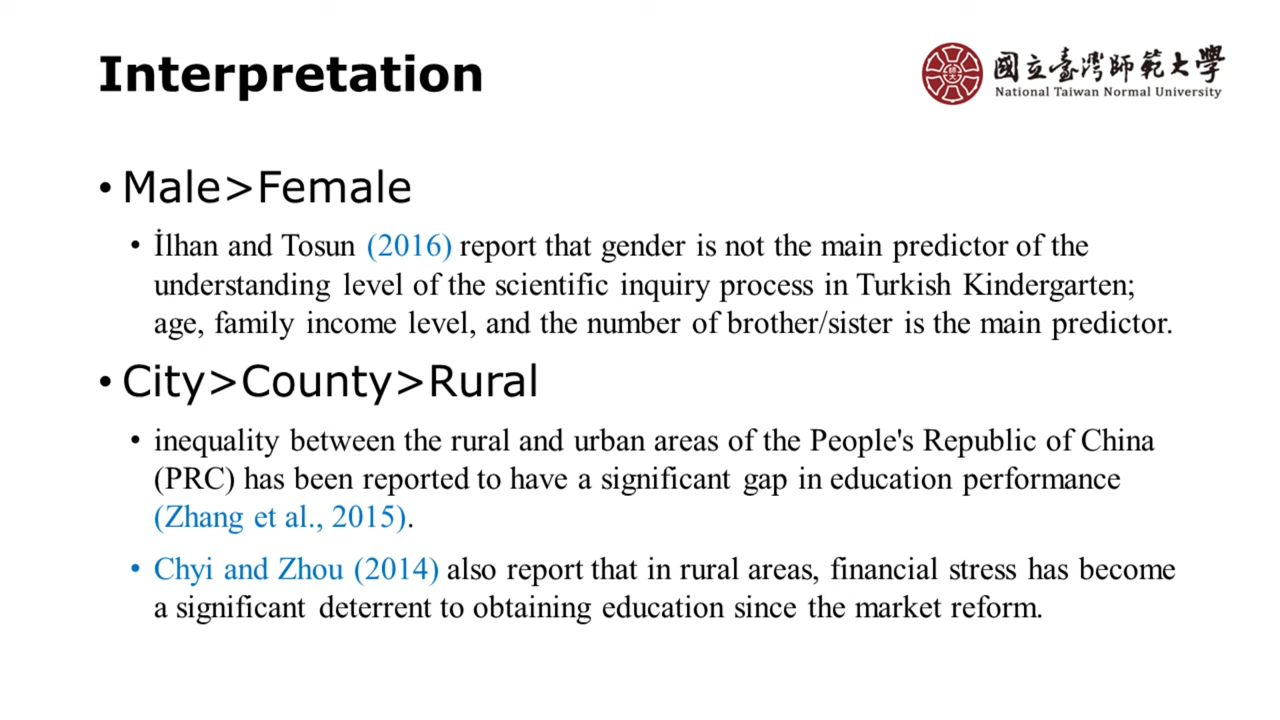 Interpretation
國立臺灣師範大學
National Taiwan Normal University
• Male>Female
• İlhan and Tosun (2016) report that gender is not the main predictor of the
understanding level of the scientific inquiry process in Turkish Kindergarten;
age, family income level, and the number of brother/sister is the main predictor.
• City>County>Rural
• inequality between the rural and urban areas of the People's Republic of China
(PRC) has been reported to have a significant gap in education performance
(Zhang et al., 2015).
• Chyi and Zhou (2014) also report that in rural areas, financial stress has become
a significant deterrent to obtaining education since the market reform.